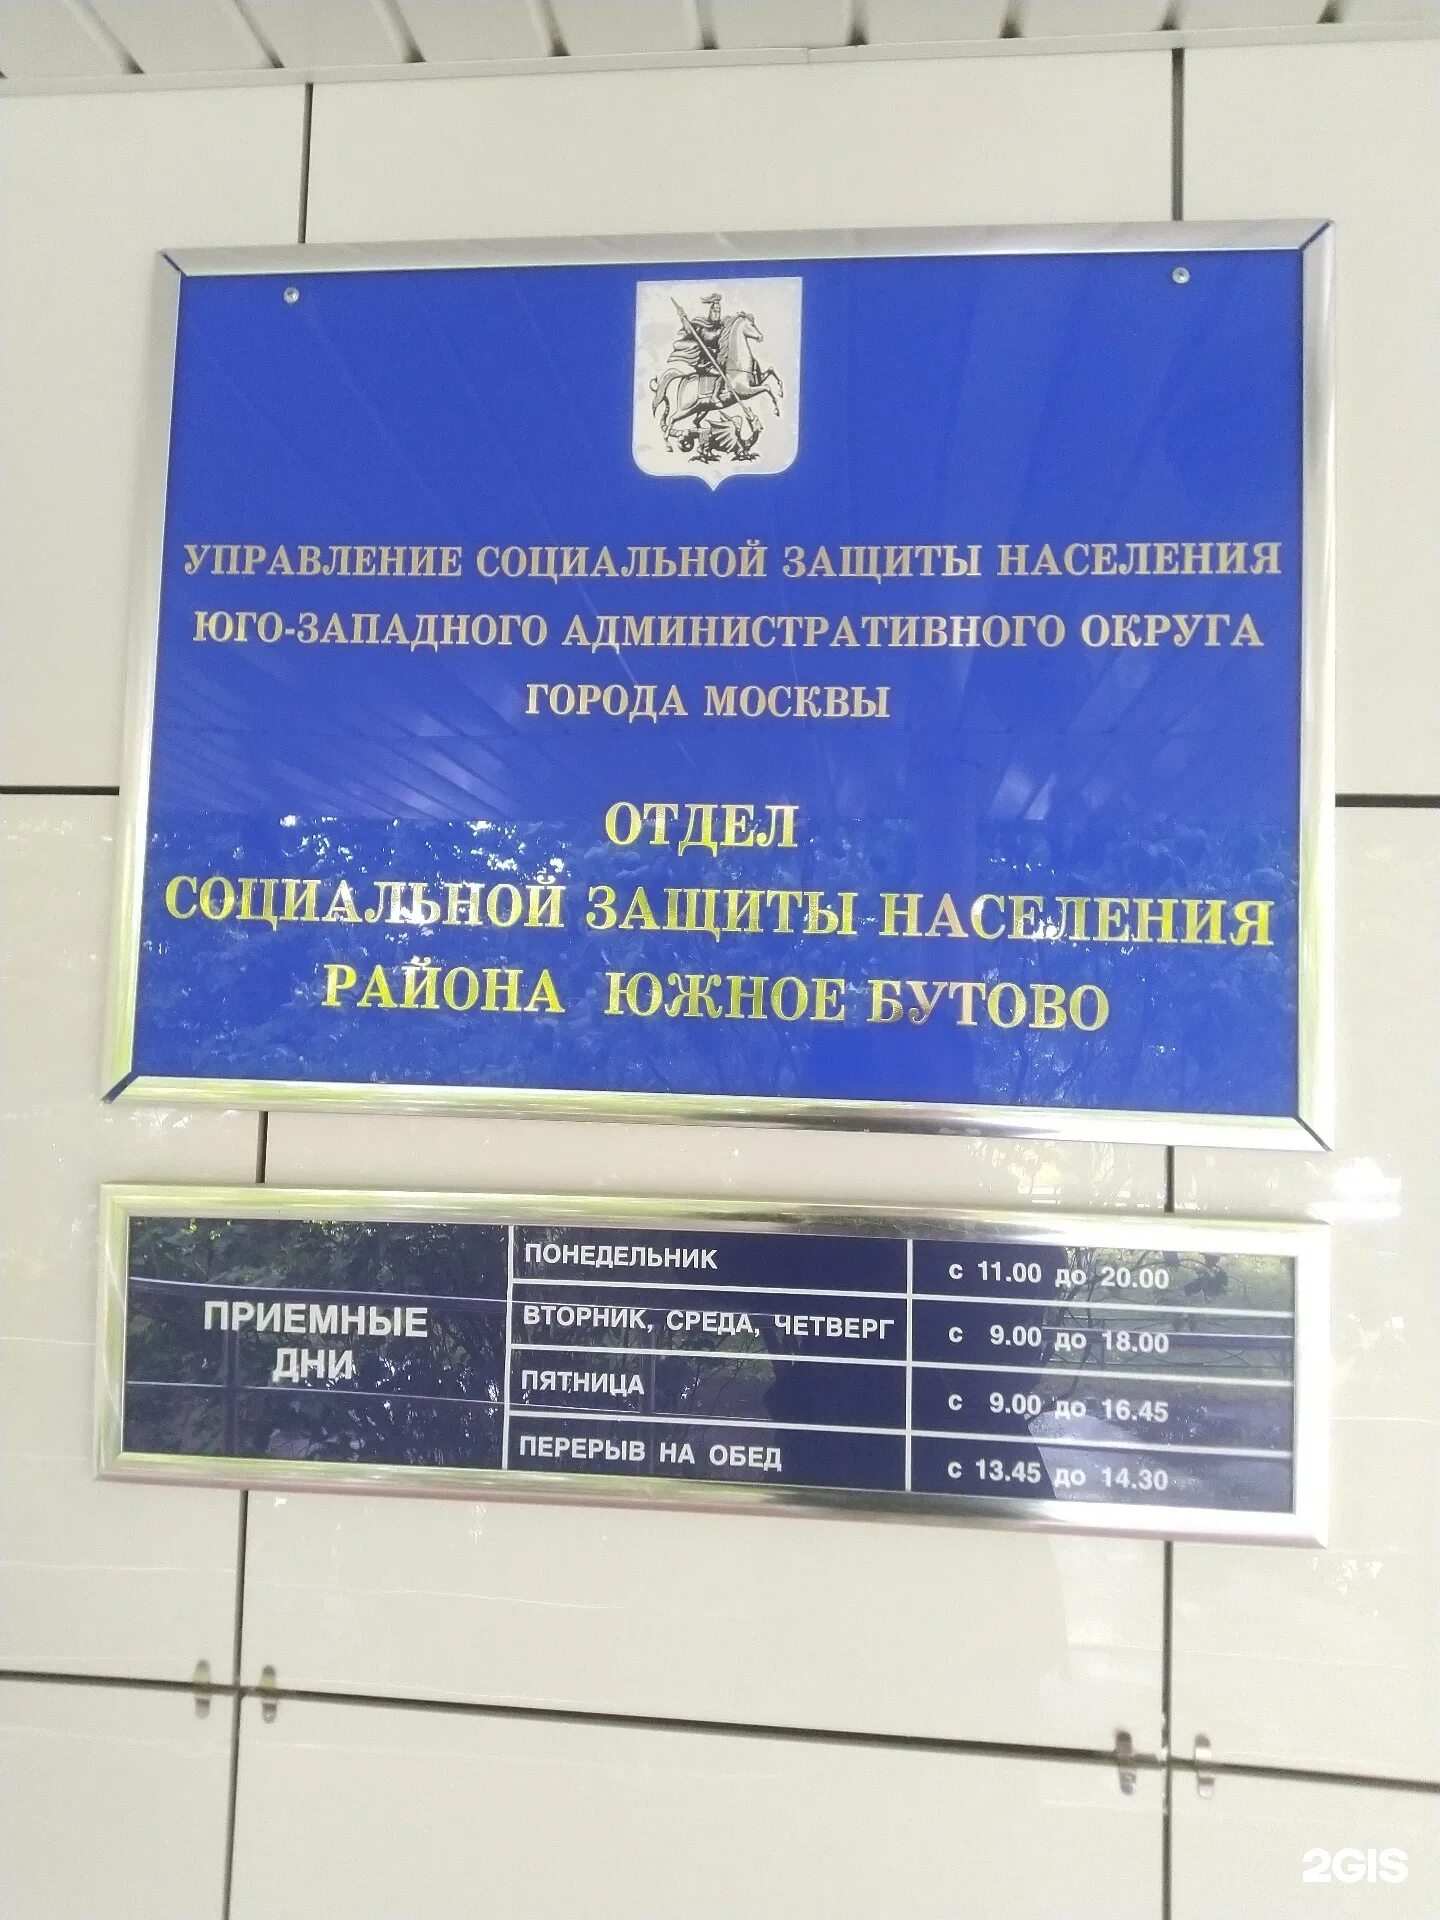 УПРАВЛЕНИЕ СОЦИАЛЬНОЙ ЗАЩИТЫ НАСЕЛЕНИЯ
ЮГО-ЗАПАДНОГО АДМИНИСТРАТИВНОГО ОКРУГА
ГОРОДА МОСКВЫ
ОТДЕЛ
СОЦИАЛЬНОЙ ЗАЩИТЫ НАСЕЛЕНИЯ
РАЙОНА ЮЖНОЕ БУТОВО
ПРИЕМНЫЕ
ДНИ
ПОНЕДЕЛЬНИК с 11.00 до 20.00
ВТОРНИК, СРЕДА, ЧЕТВЕРГ с 9.00 до 18.00
ПЯТНИЦА с 9.00 до 16.45
ПЕРЕРЫВ НА ОБЕД с 13.45 до 14.30
2GIS